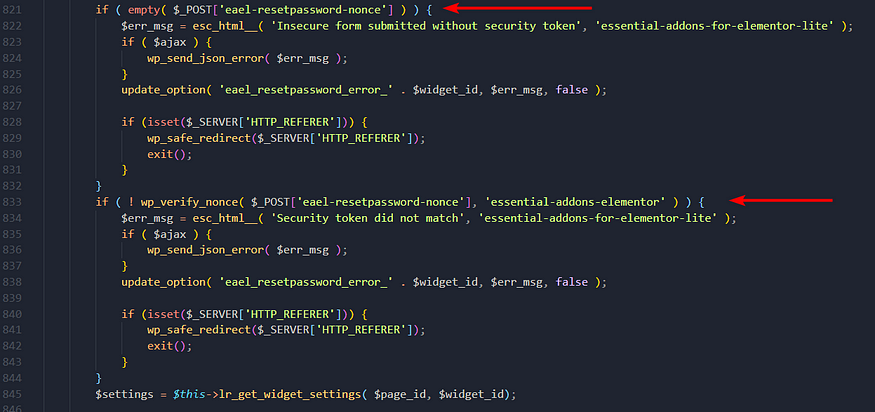 821 if ( empty( $_POST['eael-resetpassword-nonce'] ) ) {
822 $err_msg = esc_html__( 'Insecure form submitted without security token', 'essential-addons-for-elementor-lite' );
823 if ( $ajax ) {
824 wp_send_json_error( $err_msg );
825 }
826 update_option( 'eael_resetpassword_error_' . $widget_id, $err_msg, false );
827
828 if (isset($_SERVER['HTTP_REFERER'])) {
829 wp_safe_redirect($_SERVER['HTTP_REFERER']);
830 exit();
831 }
832 }
833 if ( ! wp_verify_nonce( $_POST['eael-resetpassword-nonce'], 'essential-addons-elementor' ) ) {
834 $err_msg = esc_html__( 'Security token did not match', 'essential-addons-for-elementor-lite' );
835 if ( $ajax ) {
836 wp_send_json_error( $err_msg );
837 }
838 update_option( 'eael_resetpassword_error_' . $widget_id, $err_msg, false );
839
840 if (isset($_SERVER['HTTP_REFERER'])) {
841 wp_safe_redirect($_SERVER['HTTP_REFERER']);
842 exit();
843 }
844 }
845 $settings = $this->lr_get_widget_settings( $page_id, $widget_id);
846